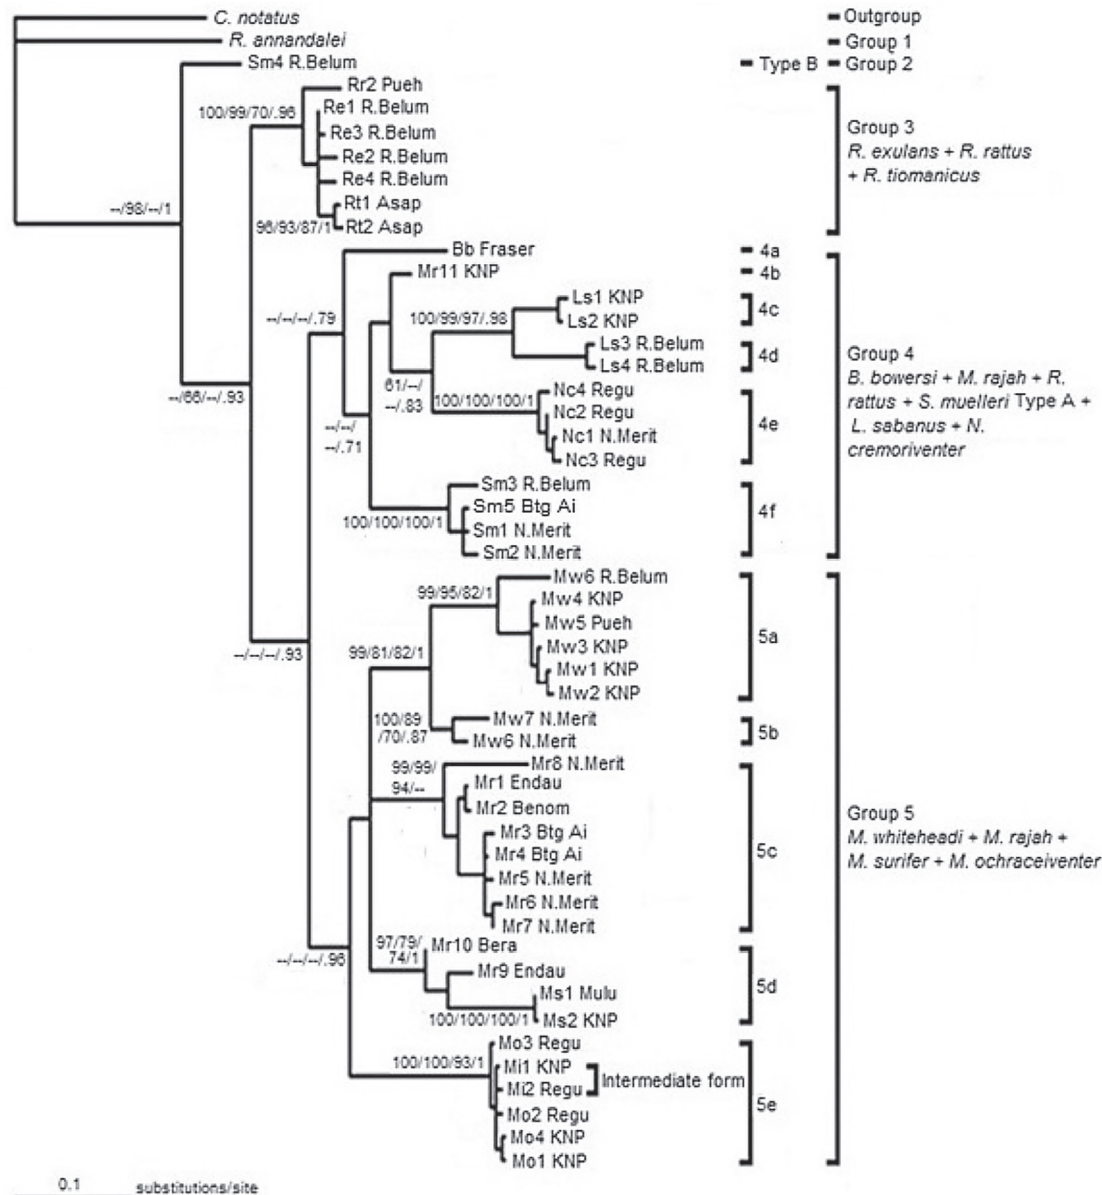 C. notatus
Outgroup
R. annandalei
Group 1
Sm4 R.Belum
Type B
Group 2
Rr2 Pueh
100/99/70/.96
Re1 R.Belum
Re3 R.Belum
Re2 R.Belum
Re4 R.Belum
Rt1 Asap
96/93/87/1
Rt2 Asap
Group 3
R. exulans + R. rattus
+ R. tiomanicus
--/98/--/1
Bb Fraser
4a
Mr11 KNP
4b
Ls1 KNP
Ls2 KNP
4c
--/--/--/.79
100/99/97/.98
Ls3 R.Belum
Ls4 R.Belum
4d
--/66/--/.93
61/--/
--/.83
100/100/100/1
Nc4 Regu
Nc2 Regu
Nc1 N.Merit
Nc3 Regu
4e
--/--/
--/.71
Sm3 R.Belum
Sm5 Btg Ai
Sm1 N.Merit
Sm2 N.Merit
100/100/100/1
4f
Group 4
B. bowersi + M. rajah + R.
rattus + S. muelleri Type A +
L. sabanus + N.
cremoriventer
Mw6 R.Belum
99/95/82/1
Mw4 KNP
Mw5 Pueh
Mw3 KNP
Mw1 KNP
Mw2 KNP
5a
--/--/--/.93
99/81/82/1
100/89
/70/.87
Mw7 N.Merit
Mw6 N.Merit
5b
99/99/
94/--
Mr8 N.Merit
Mr1 Endau
Mr2 Benom
Mr3 Btg Ai
Mr4 Btg Ai
Mr5 N.Merit
Mr6 N.Merit
Mr7 N.Merit
5c
Group 5
M. whiteheadi + M. rajah +
M. surifer + M. ochraceiventer
--/--/--/.96
97/79/
74/1
Mr10 Bera
Mr9 Endau
Ms1 Mulu
Ms2 KNP
100/100/100/1
5d
Mo3 Regu
100/100/93/1
Mi1 KNP
Mi2 Regu
Intermediate form
Mo2 Regu
Mo4 KNP
Mo1 KNP
5e
0.1 substitutions/site